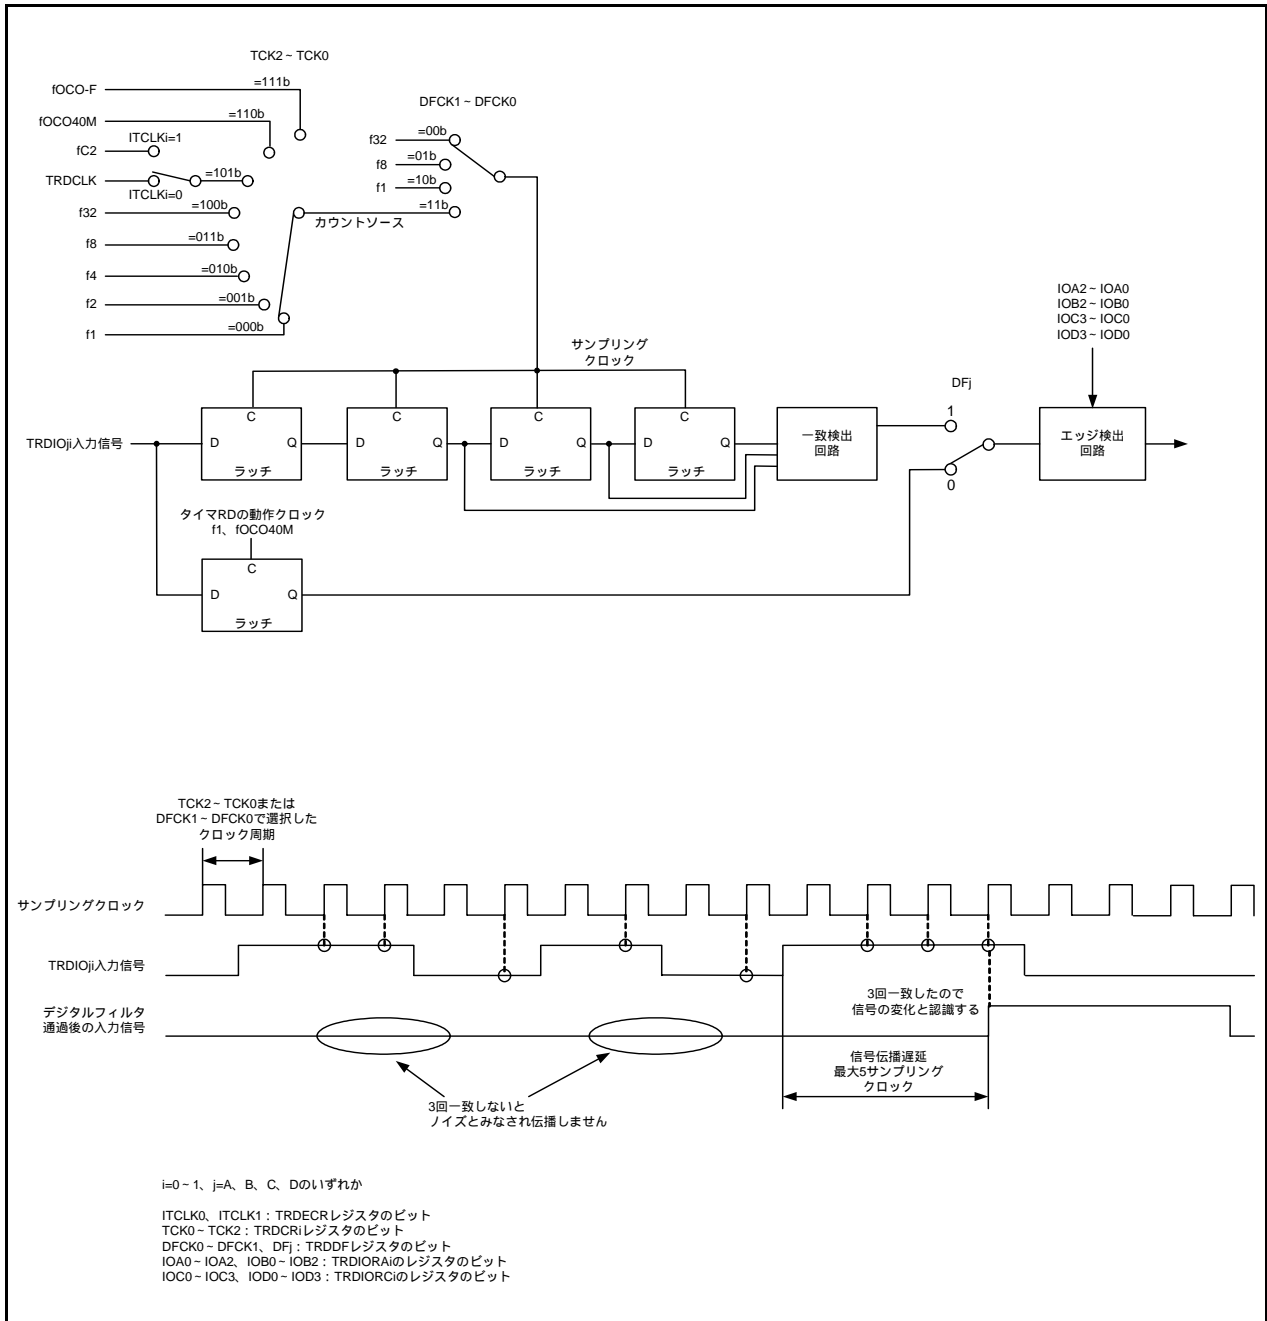 TCK2~TCK0
fOCO-F
=111b
fOCO40M
=110b
fC2
ITCLKi=1
TRDCLK
=101b
ITCLKi=0
f32
=100b
f8
=011b
f4
=010b
f2
=001b
f1
=000b
カウントソース
DFCK1~DFCK0
f32
=00b
f8
=01b
f1
=10b
=11b
サンプリング
クロック
IOA2~IOA0
IOB2~IOB0
IOC3~IOC0
IOD3~IOD0
DFj
1
0
TRDIOji入力信号
C
D
Q
ラッチ
C
D
Q
ラッチ
C
D
Q
ラッチ
C
D
Q
ラッチ
一致検出
回路
エッジ検出
回路
タイマRDの動作クロック
f1、fOCO40M
C
D
Q
ラッチ
TCK2~TCK0または
DFCK1~DFCK0で選択した
クロック周期
サンプリングクロック
TRDIOji入力信号
3回一致したので
信号の変化と認識する
デジタルフィルタ
通過後の入力信号
信号伝播遅延
最大5サンプリング
クロック
3回一致しないと
ノイズとみなされ伝播しません
i=0~1、j=A、B、C、Dのいずれか
ITCLK0、ITCLK1:TRDECRレジスタのビット
TCK0~TCK2:TRDCRiレジスタのビット
DFCK0~DFCK1、DFj:TRDDFレジスタのビット
IOA0~IOA2、IOB0~IOB2:TRDIORAiのレジスタのビット
IOC0~IOC3、IOD0~IOD3:TRDIORCiのレジスタのビット